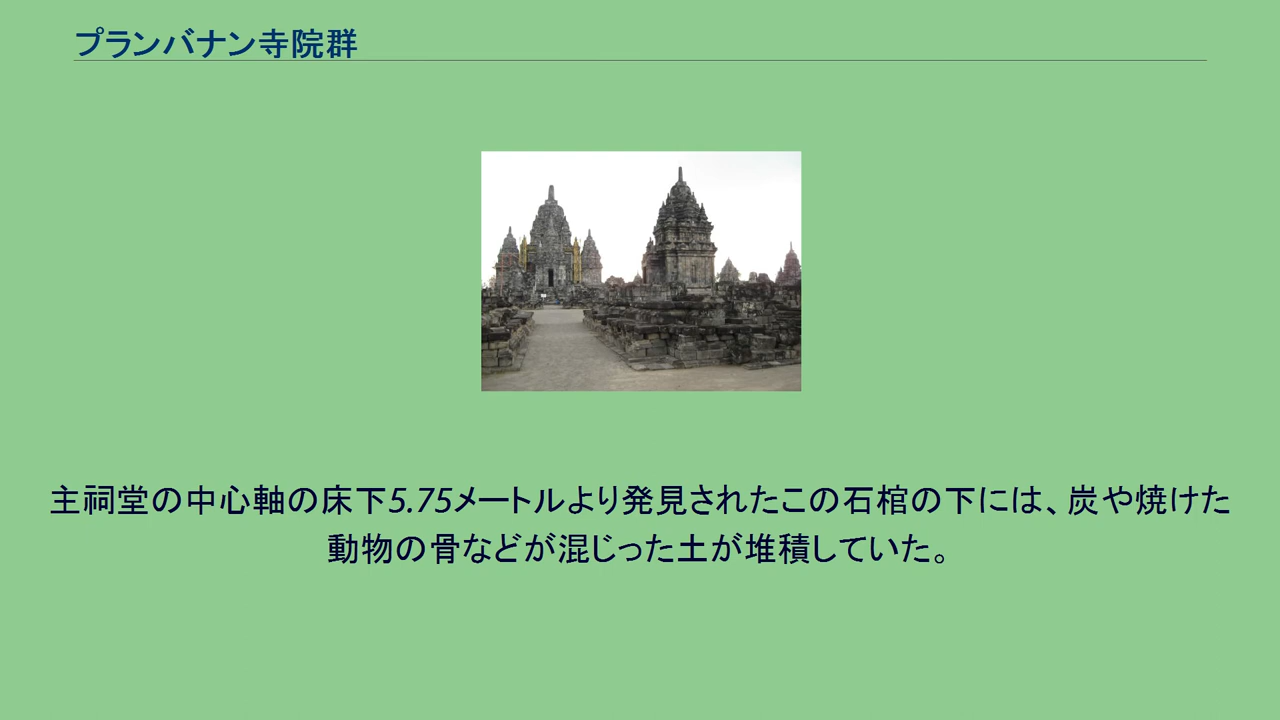 プランバナン寺院群
主祠堂の中心軸の床下5.75メートルより発見されたこの石棺の下には、炭や焼けた
動物の骨などが混じった土が堆積していた。